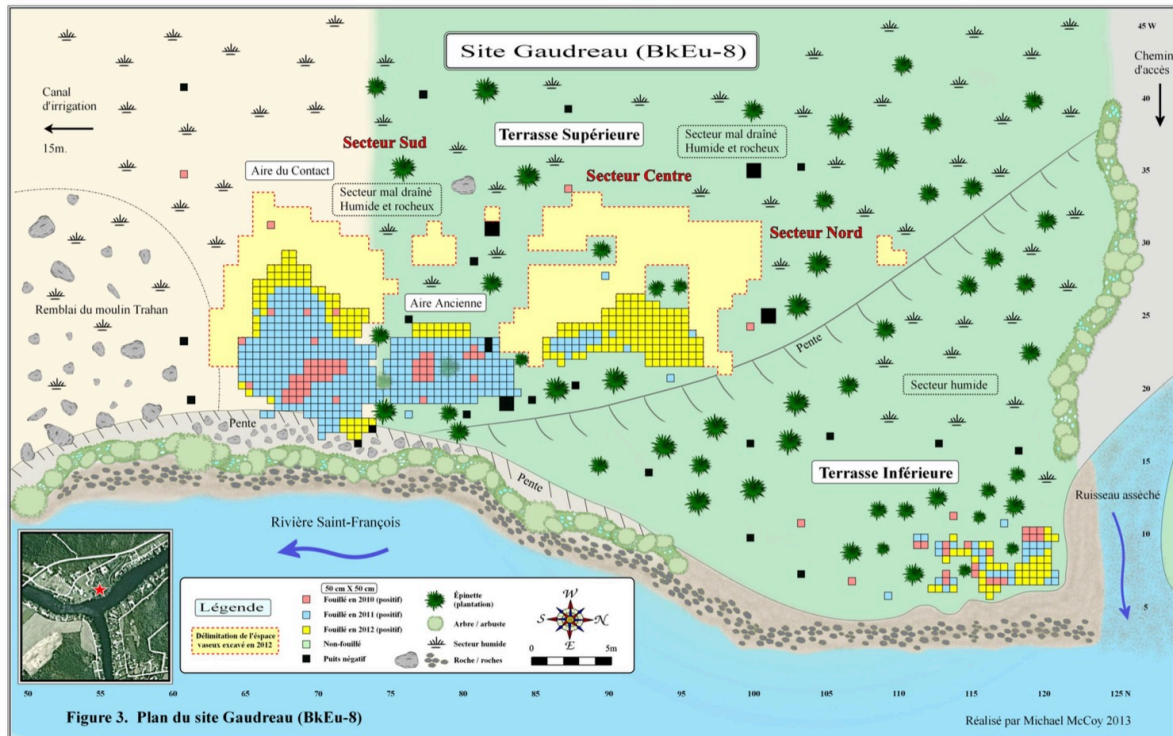 Site Gaudreau (BkEu-8)
45 W
Chemin
d'accès
40
Canal
d'irrigation
15m.
Terrasse Supérieure
Secteur mal draîné
Humide et rocheux
Secteur Sud
Aire du Contact
35
Secteur Centre
Secteur mal draîné
Humide et rocheux
Secteur Nord
30
Remblai du moulin Trahan
Aire Ancienne
25
Pente
Secteur humide
20
Pente
Terrasse Inférieure
15
Pente
Ruisseau assèché
Rivière Saint-François
10
5
Légende
Délimitation de l'éspace
vaseux excavé en 2012
50 cm X 50 cm
Fouillé en 2010 (positif)
Fouillé en 2011 (positif)
Fouillé en 2012 (positif)
Non-fouillé
Puits négatif
Épinette
(plantation)
Arbre / arbuste
Secteur humide
Roche / roches
W
S
N
E
0
5m
50 55 60 65 70 75 80 85 90 95 100 105 110 115 120 125 N
Figure 3. Plan du site Gaudreau (BkEu-8)
Réalisé par Michael McCoy 2013